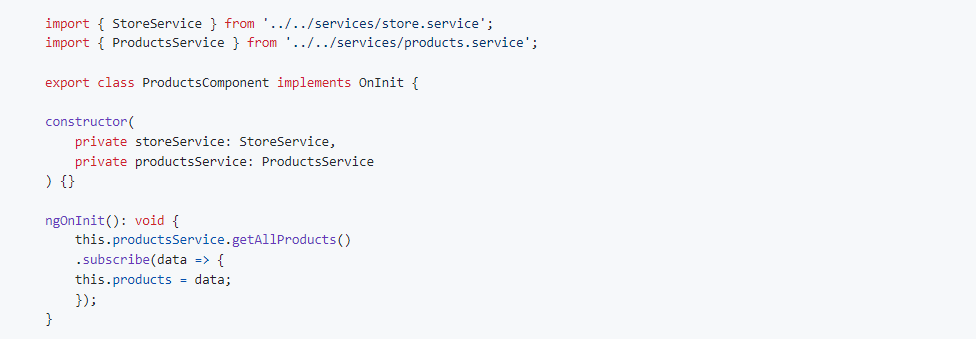 import { StoreService } from '../../services/store.service';
import { ProductsService } from '../../services/products.service';

export class ProductsComponent implements OnInit {

constructor(
    private storeService: StoreService,
    private productsService: ProductsService
) {}

ngOnInit(): void {
    this.productsService.getAllProducts()
    .subscribe(data => {
    this.products = data;
    });
}